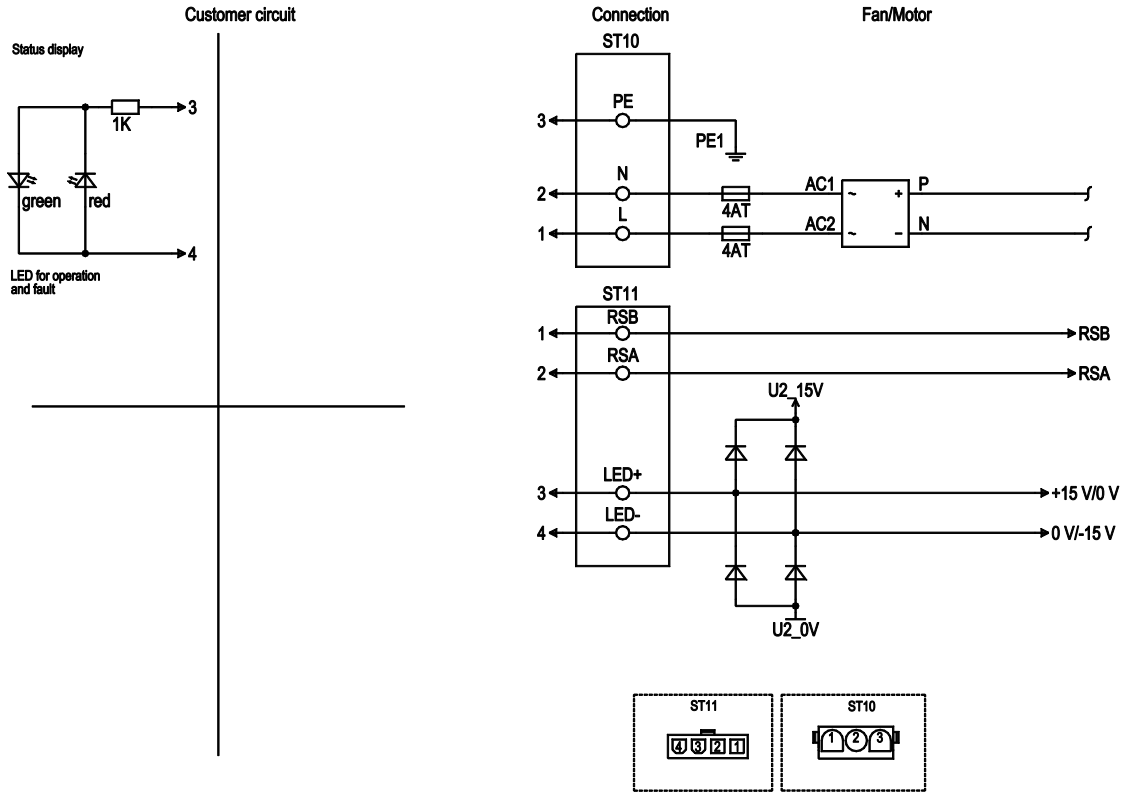 Customer circuit
Connection
Fan/Motor
Status display
3
1K
green
red
4
LED for operation
and fault
ST10
PE
3
PE1
N
2
4AT
AC1
~
+
P
L
1
4AT
AC2
~
–
N
ST11
RSB
1
RSB
RSA
2
RSA
U2_15V
LED+
3
+15 V/0 V
LED-
4
0 V/-15 V
U2_0V
ST11
4 3 2 1
ST10
1 2 3